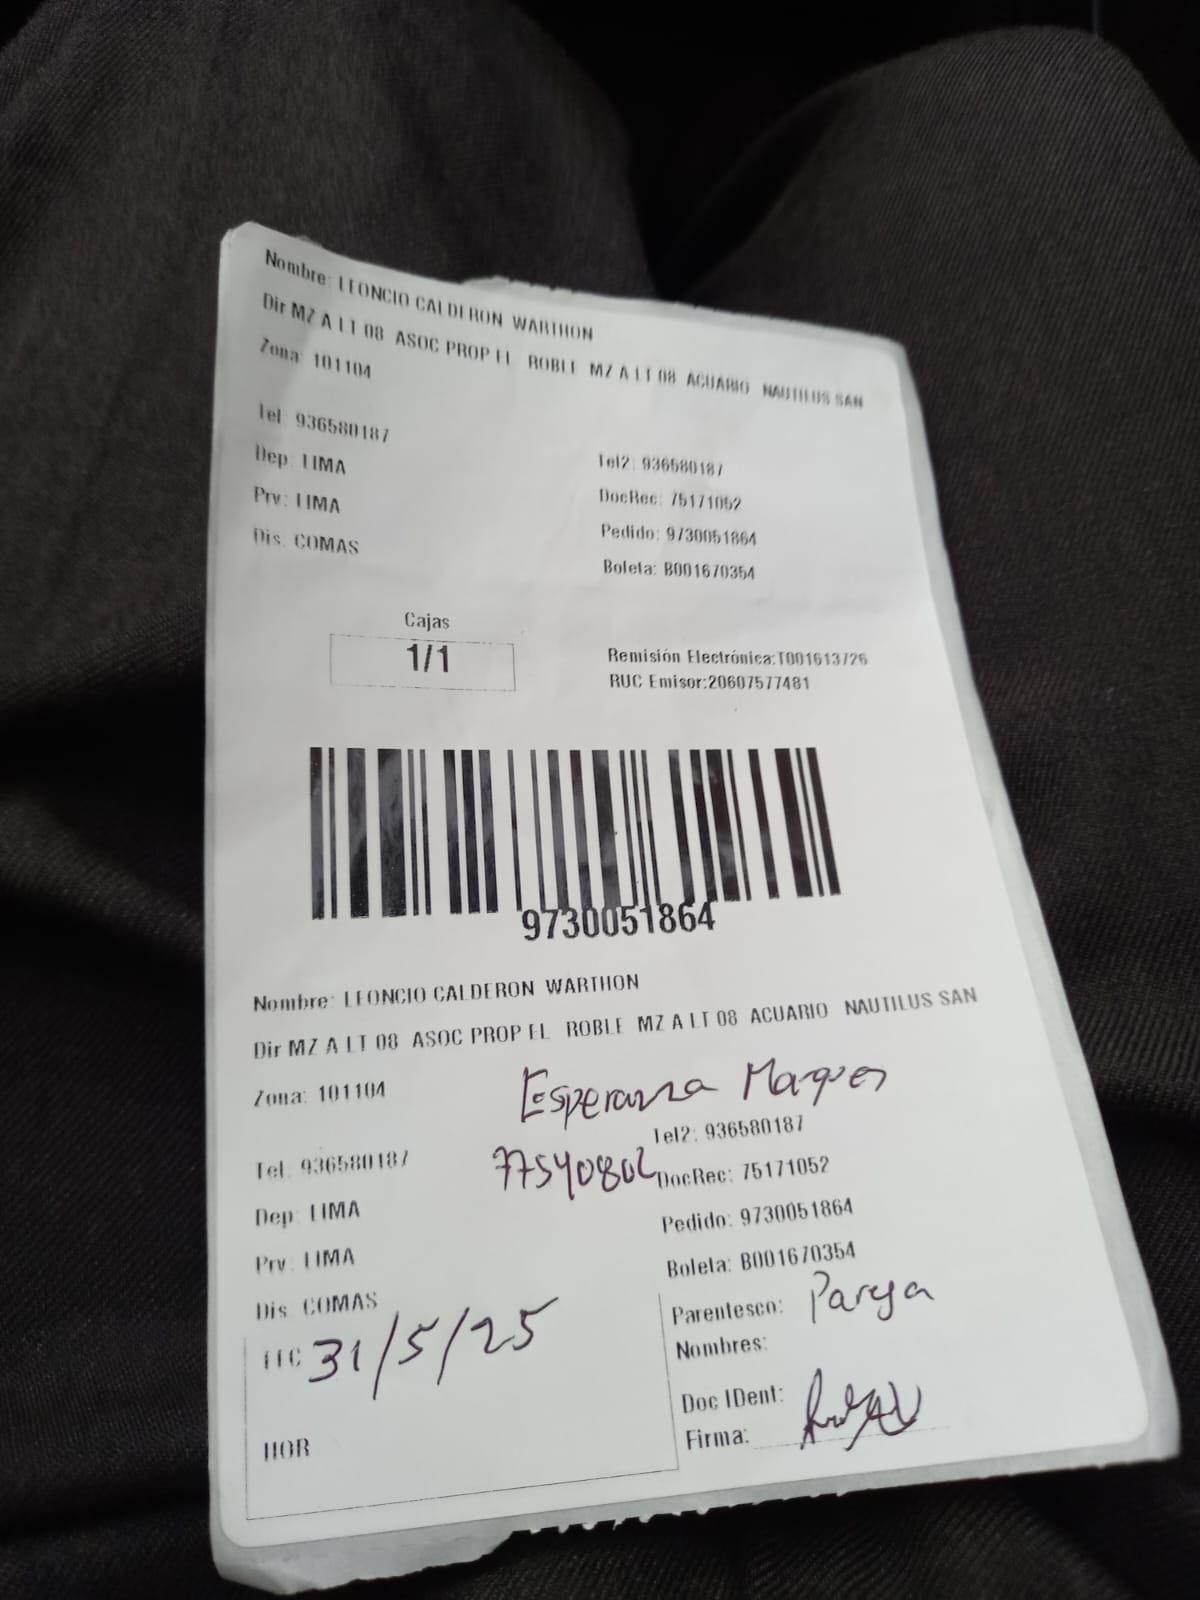 Nombre: LEONCIO CALDERON WARTHON
Dir MZ A LT 08 ASOC PROP EL ROBLE MZ A LT 08 ACUARIO NAUTILUS SAN
Zona: 101104
Tel: 936580187
Tel2: 936580187
Dep: LIMA
DocRec: 75171052
Prv: LIMA
Pedido: 9730051864
Dis. COMAS
Boleta: B001670354
Cajas
1/1
Remisión Electrónica:T001613726
RUC Emisor:20607577481
9730051864
Nombre: LEONCIO CALDERON WARTHON
Dir MZ A LT 08 ASOC PROP EL ROBLE MZ A LT 08 ACUARIO NAUTILUS SAN
Zona: 101104
Esperanza Marques
Tel. 936580187
Tel2: 936580187
77540802
DocRec: 75171052
Dep: LIMA
Pedido: 9730051864
Prv: LIMA
Boleta: B001670354
Dis. COMAS
Parentesco: Pareja
FEC 31/5/25
Nombres:
Doc IDent:
HOR
Firma: